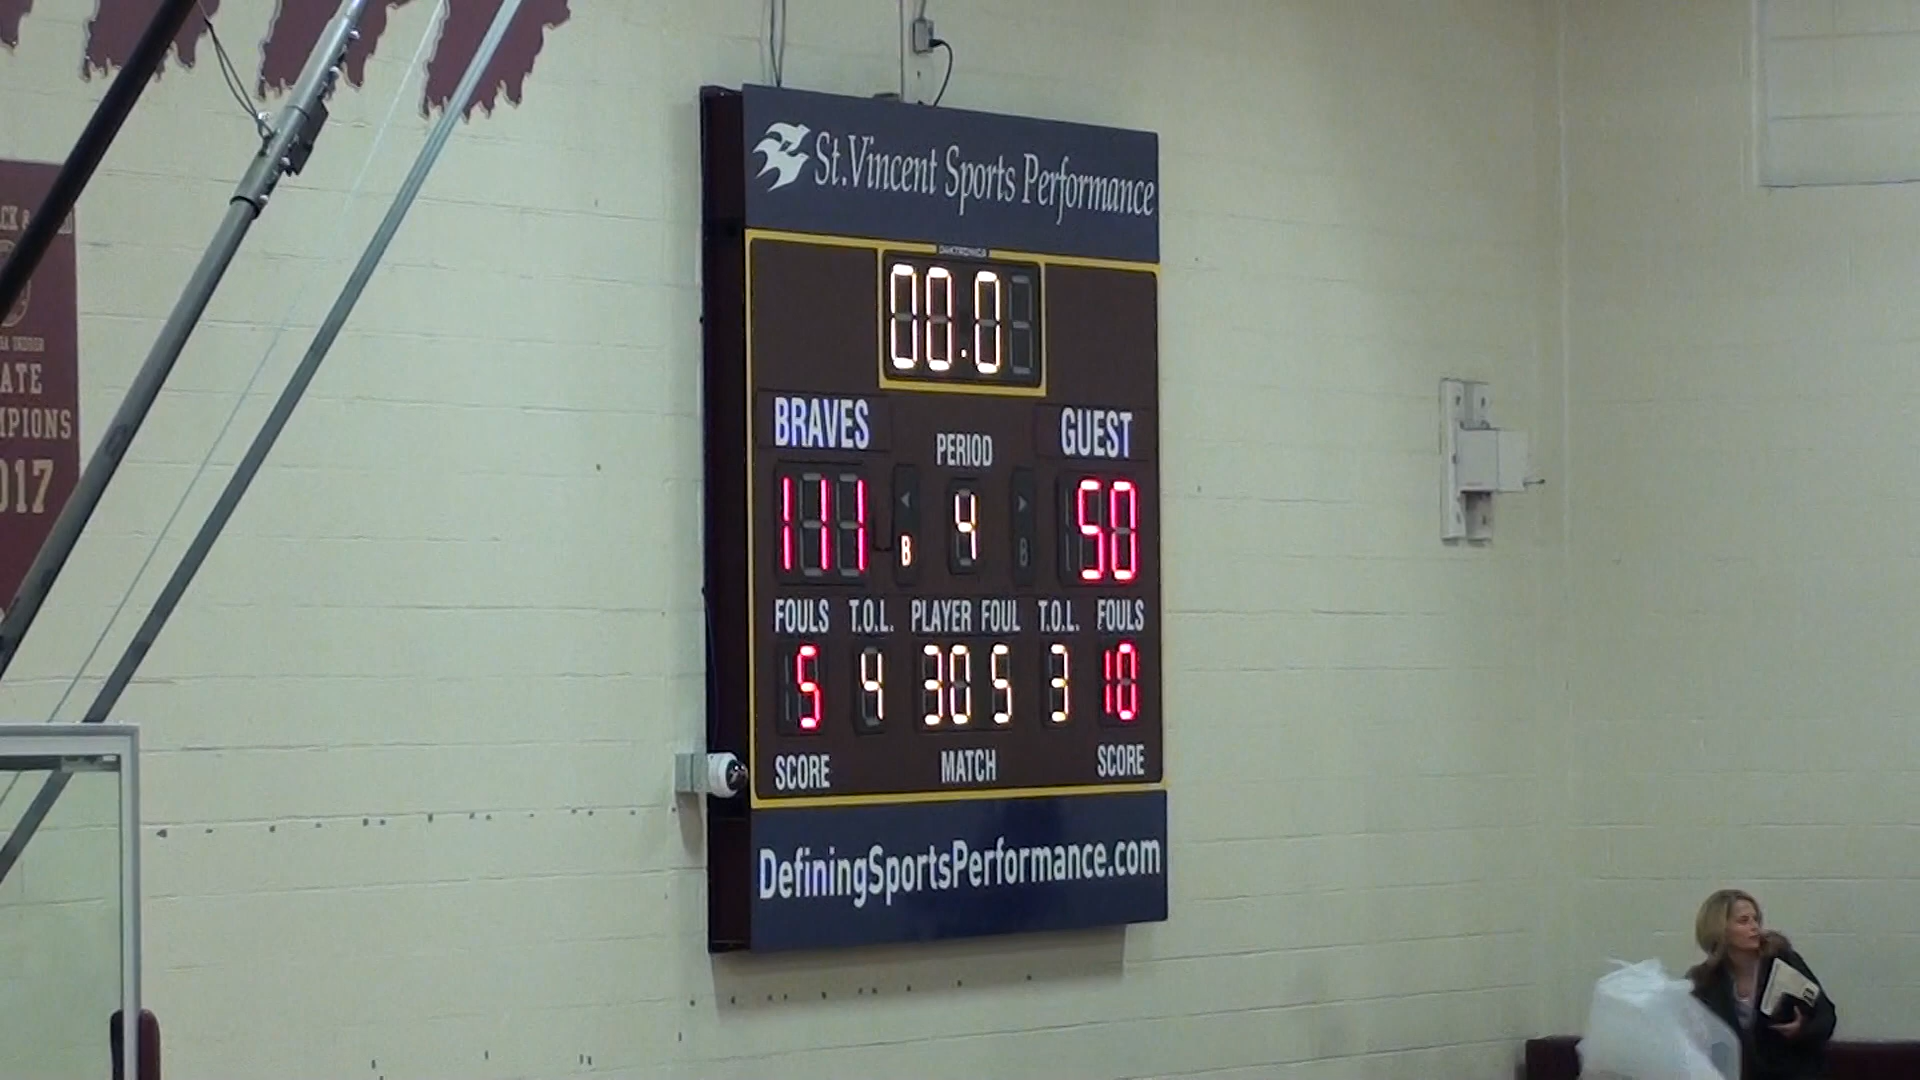 St.Vincent Sports Performance
DAKTRONICS
00.0
BRAVES PERIOD GUEST
111 B 4 B 50
FOULS T.O.L. PLAYER FOUL T.O.L. FOULS
5 4 30 5 3 10
SCORE MATCH SCORE
DefiningSportsPerformance.com
ATE
MPIONS
017